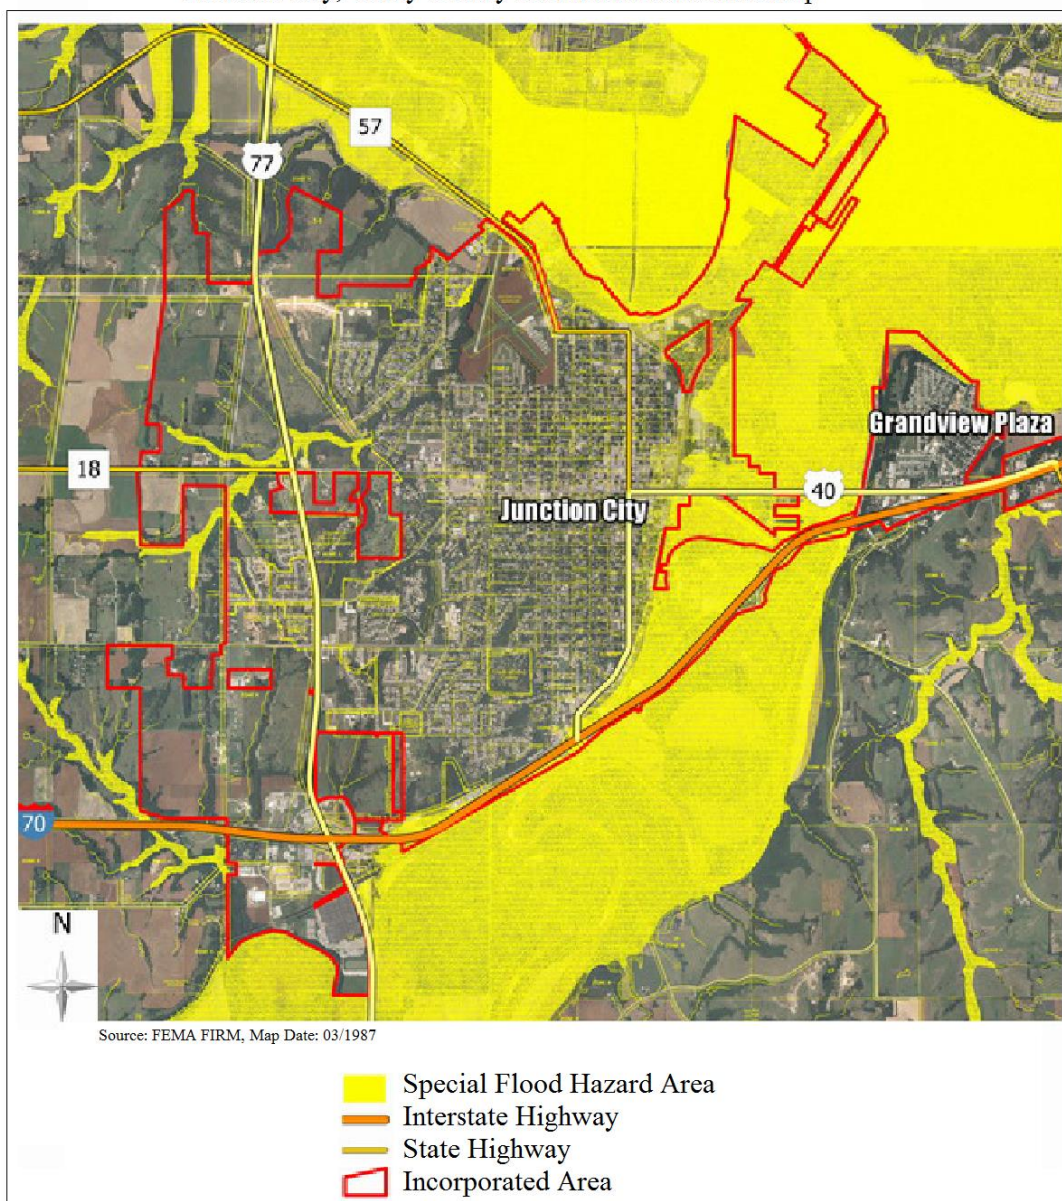 57
77
18
Grandview Plaza
40
Junction City
70
N
Source: FEMA FIRM, Map Date: 03/1987
Special Flood Hazard Area
Interstate Highway
State Highway
Incorporated Area